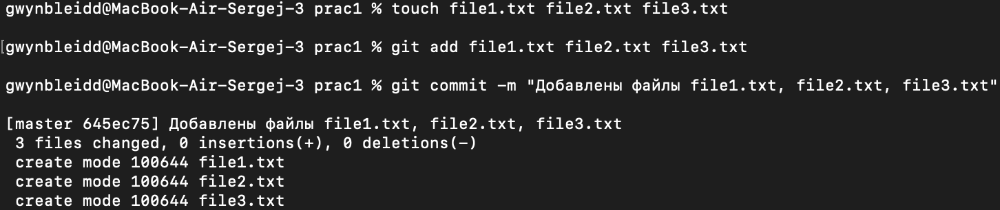 gwynbleidd@MacBook-Air-Sergej-3 prac1 % touch file1.txt file2.txt file3.txt
[gwynbleidd@MacBook-Air-Sergej-3 prac1 % git add file1.txt file2.txt file3.txt
gwynbleidd@MacBook-Air-Sergej-3 prac1 % git commit -m "Добавлены файлы file1.txt, file2.txt, file3.txt"
[master 645ec75] Добавлены файлы file1.txt, file2.txt, file3.txt
3 files changed, 0 insertions(+), 0 deletions(-)
create mode 100644 file1.txt
create mode 100644 file2.txt
create mode 100644 file3.txt